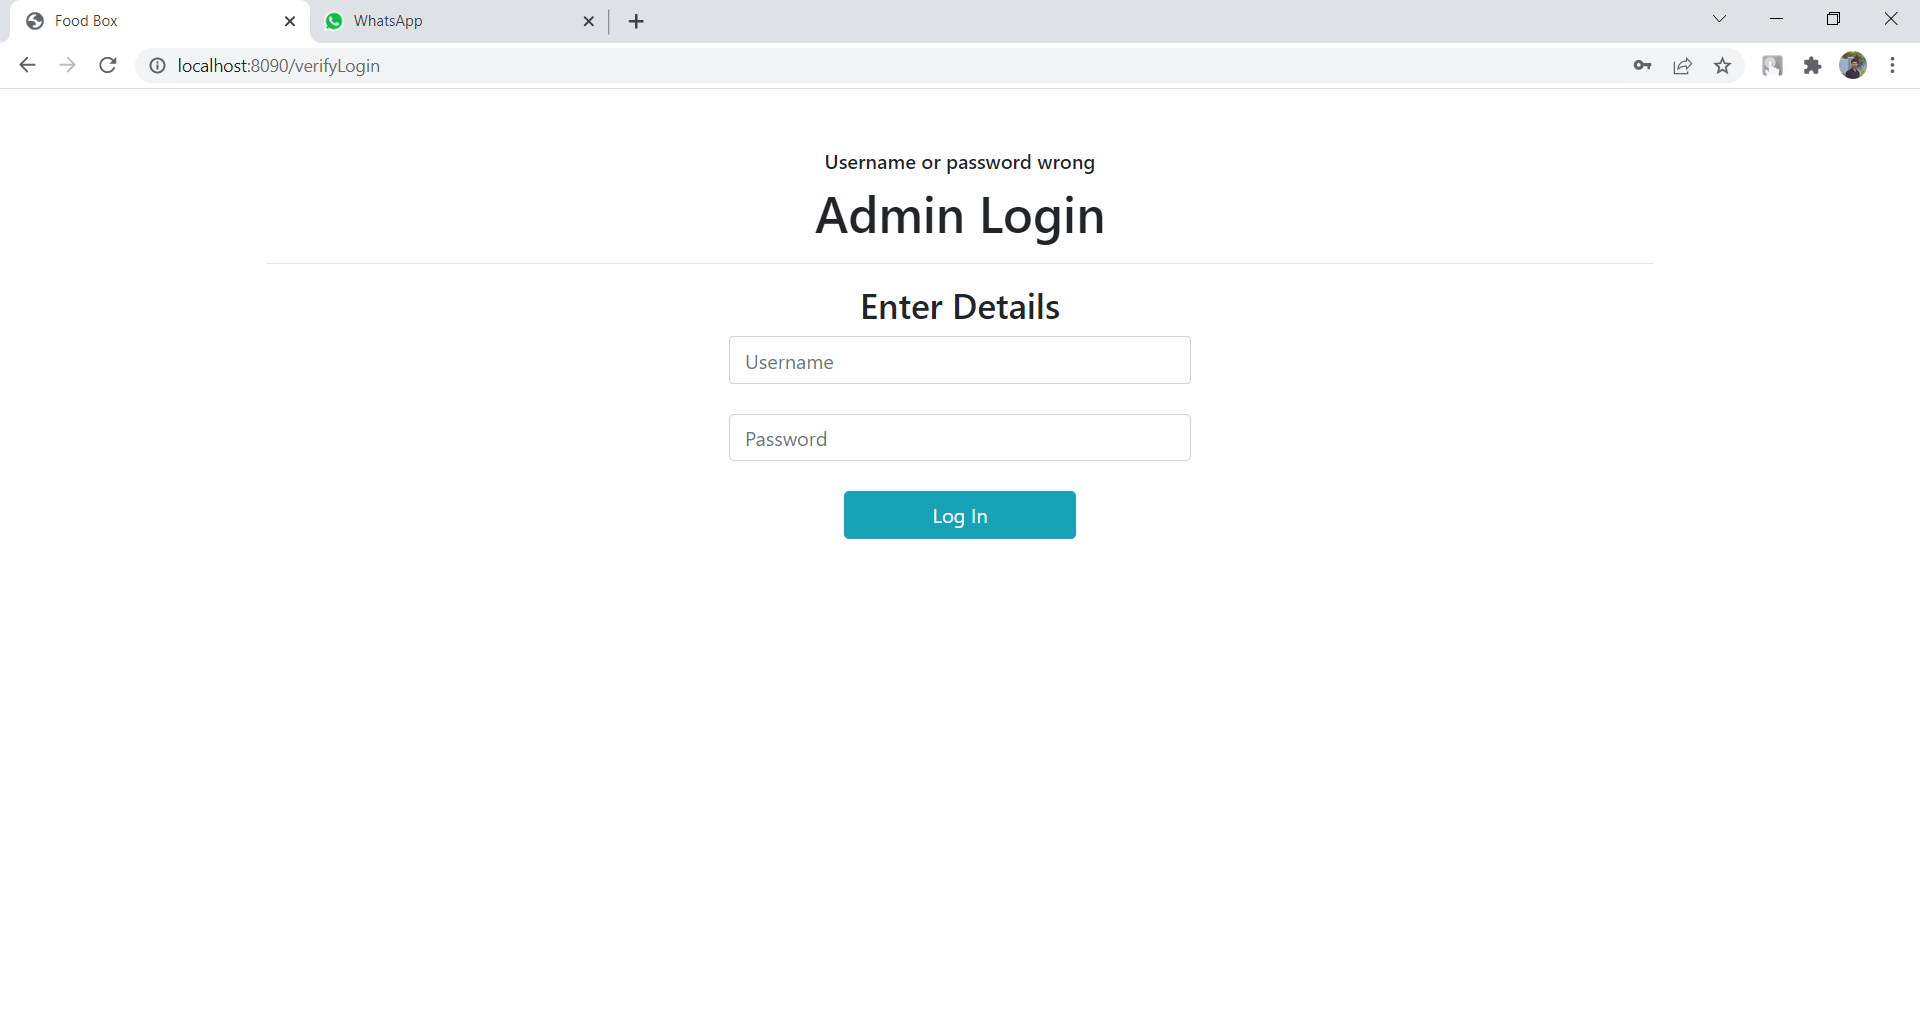 Food Box
WhatsApp
localhost:8090/verifyLogin
Username or password wrong
Admin Login
Enter Details
Username
Password
Log In